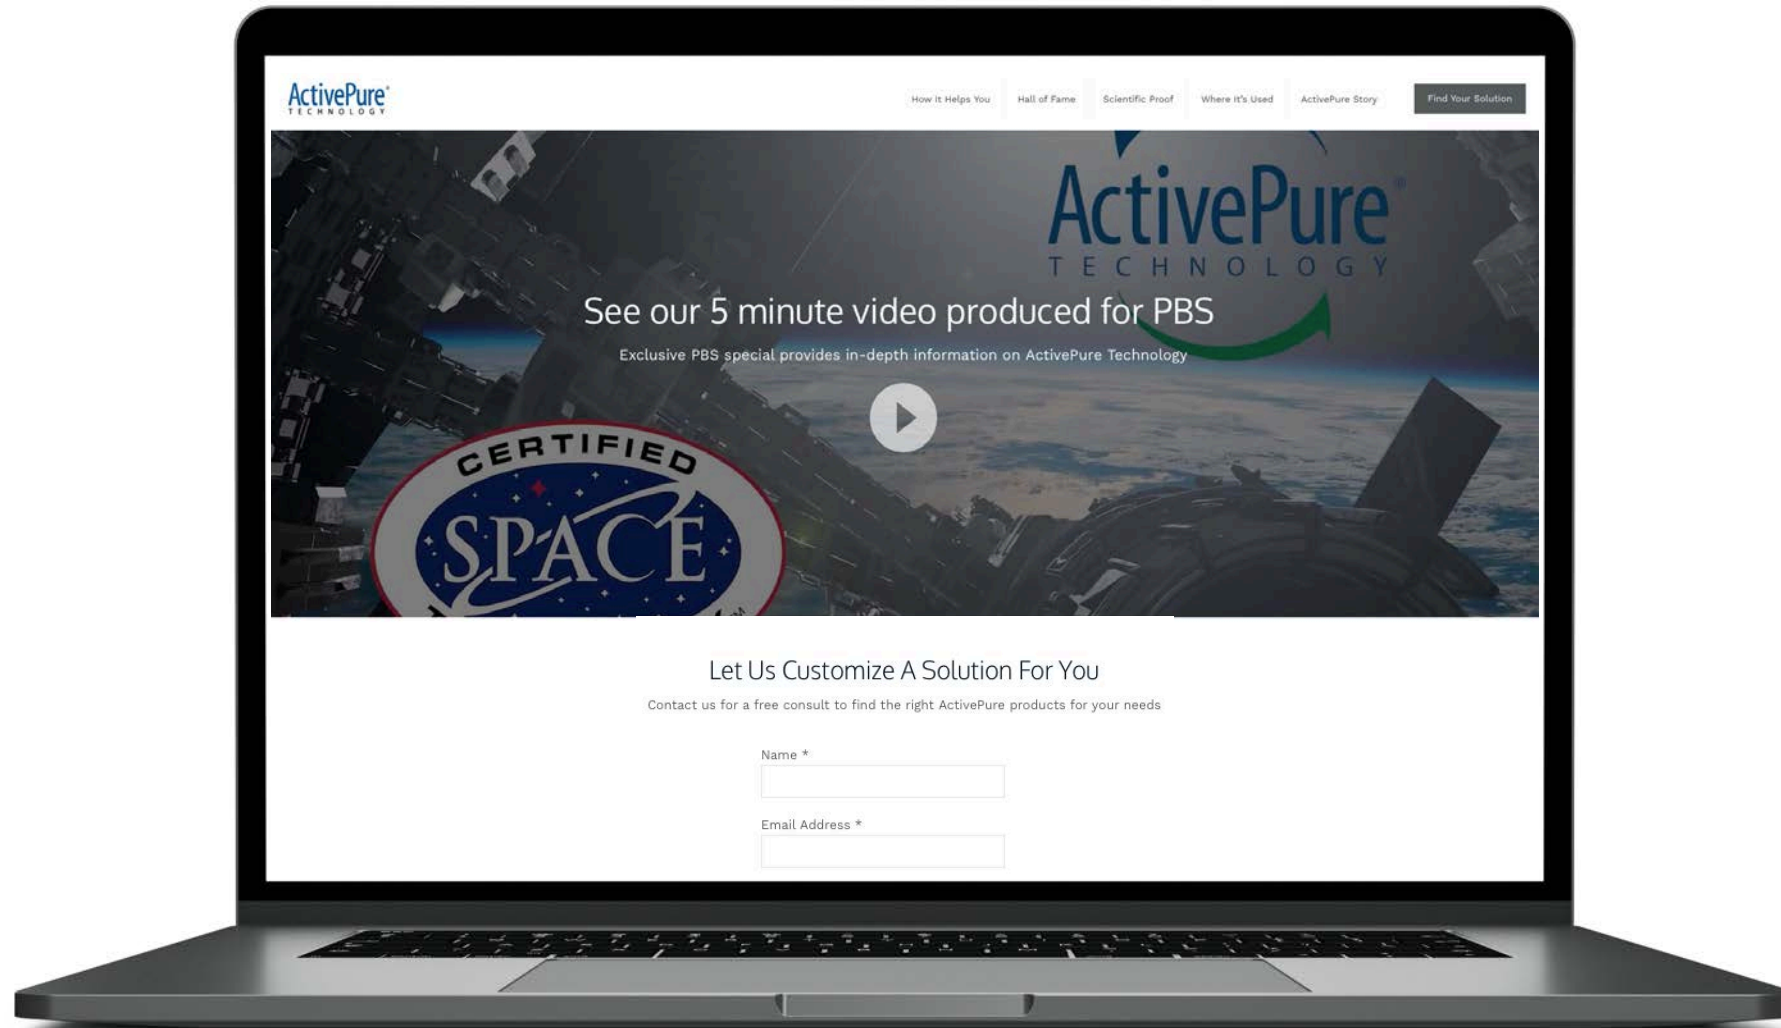 ActivePure®
TECHNOLOGY
How It Helps You
Hall of Fame
Scientific Proof
Where It's Used
ActivePure Story
Find Your Solution
ActivePure®
TECHNOLOGY
See our 5 minute video produced for PBS
Exclusive PBS special provides in-depth information on ActivePure Technology
CERTIFIED
SPACE
Let Us Customize A Solution For You
Contact us for a free consult to find the right ActivePure products for your needs
Name *
Email Address *